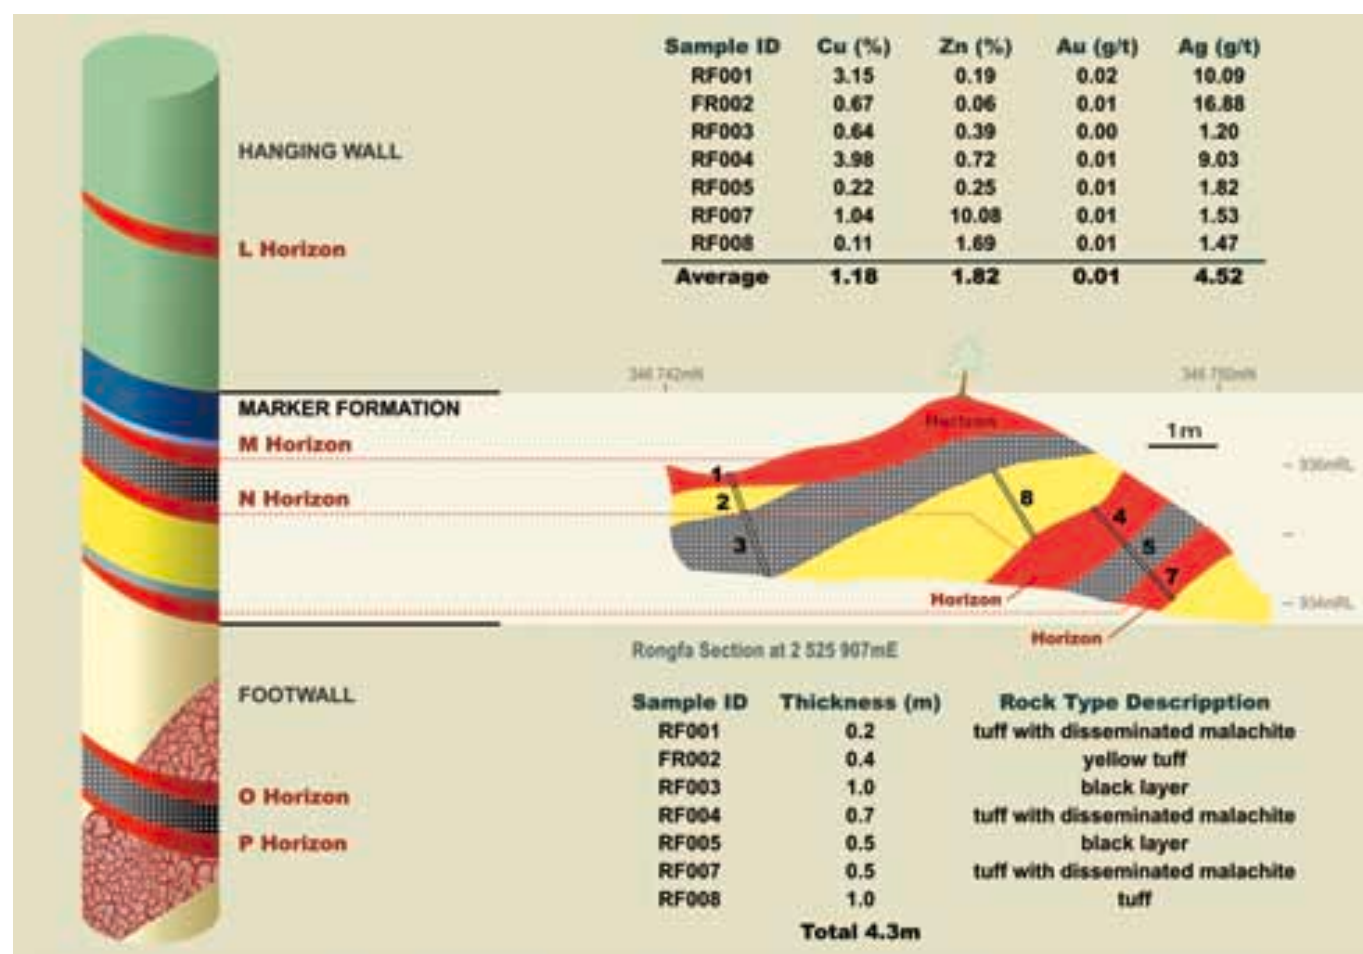 Sample ID Cu (%) Zn (%) Au (g/t) Ag (g/t)
RF001 3.15 0.19 0.02 10.09
FR002 0.67 0.06 0.01 16.88
RF003 0.64 0.39 0.00 1.20
RF004 3.98 0.72 0.01 9.03
RF005 0.22 0.25 0.01 1.82
RF007 1.04 10.08 0.01 1.53
RF008 0.11 1.69 0.01 1.47
Average 1.18 1.82 0.01 4.52
HANGING WALL
L Horizon
MARKER FORMATION
M Horizon
N Horizon
FOOTWALL
O Horizon
P Horizon
Horizon
1m
1
2
3
8
4
5
7
Horizon
Horizon
Rongfa Section at 2 525 907mE
Sample ID Thickness (m) Rock Type Descripption
RF001 0.2 tuff with disseminated malachite
FR002 0.4 yellow tuff
RF003 1.0 black layer
RF004 0.7 tuff with disseminated malachite
RF005 0.5 black layer
RF007 0.5 tuff with disseminated malachite
RF008 1.0 tuff
Total 4.3m